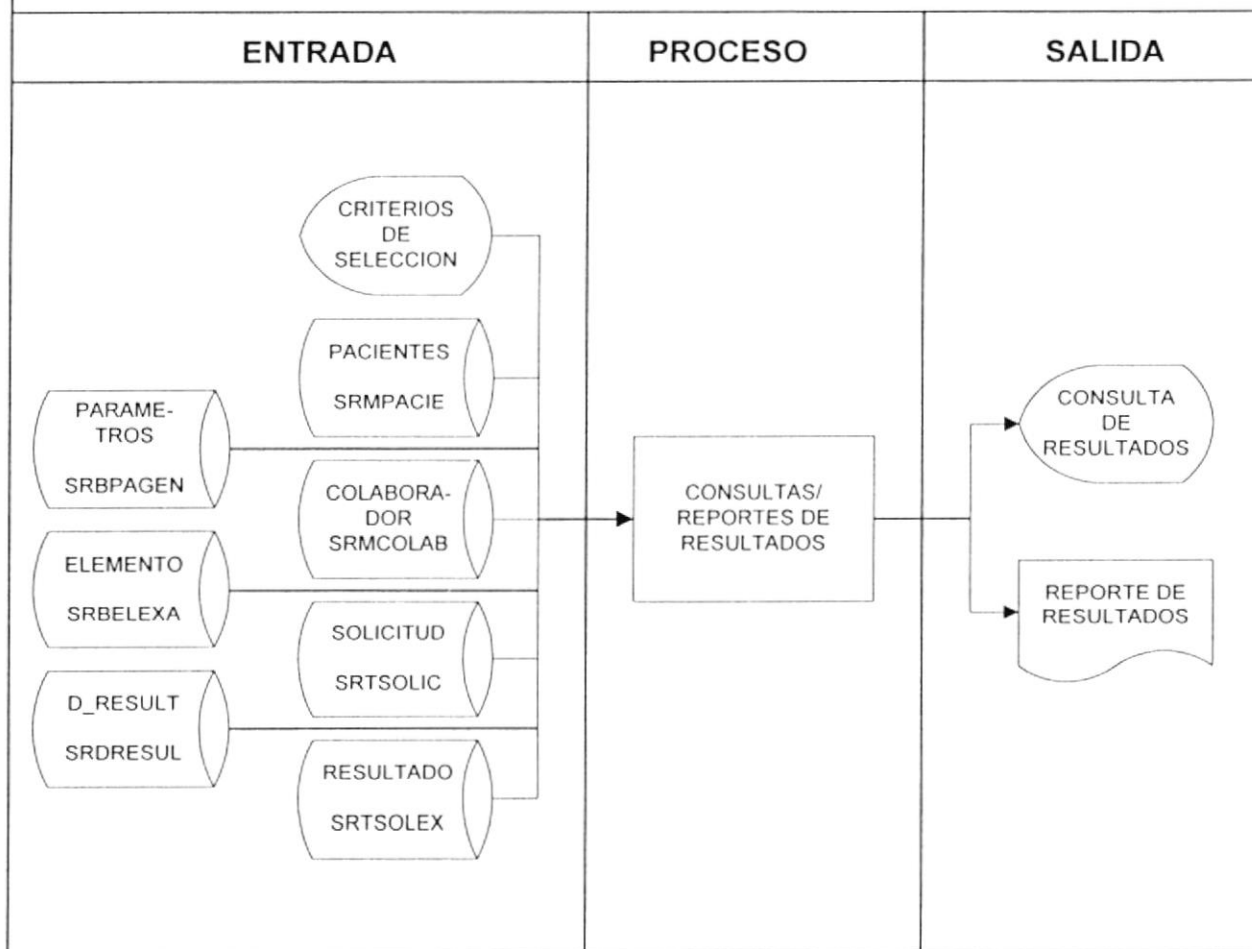 ENTRADA
PROCESO
SALIDA
CRITERIOS
DE
SELECCION
PACIENTES
SRMPACIE
PARAME-
TROS
SRBPAGEN
COLABORA-
DOR
SRMCOLAB
ELEMENTO
SRBELEXA
SOLICITUD
SRTSOLIC
D_RESULT
SRDRESUL
RESULTADO
SRTSOLEX
CONSULTAS/
REPORTES DE
RESULTADOS
CONSULTA
DE
RESULTADOS
REPORTE DE
RESULTADOS